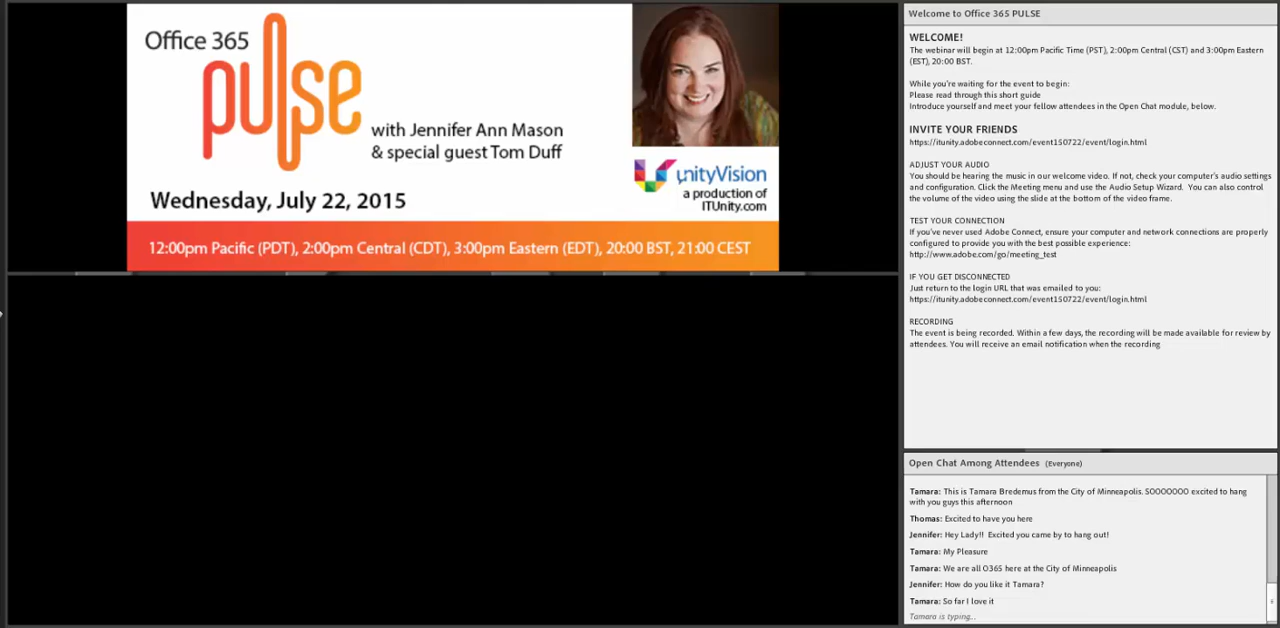 Office 365
pulse
with Jennifer Ann Mason
& special guest Tom Duff
Wednesday, July 22, 2015
unityVision
a production of
ITUnity.com
12:00pm Pacific (PDT), 2:00pm Central (CDT), 3:00pm Eastern (EDT), 20:00 BST, 21:00 CEST
Welcome to Office 365 PULSE
WELCOME!
The webinar will begin at 12:00pm Pacific Time (PST), 2:00pm Central (CST) and 3:00pm Eastern
(EST), 20:00 BST.
While you're waiting for the event to begin:
Please read through this short guide
Introduce yourself and meet your fellow attendees in the Open Chat module, below.
INVITE YOUR FRIENDS
https://itunity.adobeconnect.com/event150722/event/login.html
ADJUST YOUR AUDIO
You should be hearing the music in our welcome video. If not, check your computer's audio settings
and configuration. Click the Meeting menu and use the Audio Setup Wizard. You can also control
the volume of the video using the slide at the bottom of the video frame.
TEST YOUR CONNECTION
If you've never used Adobe Connect, ensure your computer and network connections are properly
configured to provide you with the best possible experience:
http://www.adobe.com/go/meeting_test
IF YOU GET DISCONNECTED
Just return to the login URL that was emailed to you:
https://itunity.adobeconnect.com/event150722/event/login.html
RECORDING
The event is being recorded. Within a few days, the recording will be made available for review by
attendees. You will receive an email notification when the recording
Open Chat Among Attendees (Everyone)
Tamara: This is Tamara Bredemus from the City of Minneapolis. SOOOOOOO excited to hang
with you guys this afternoon
Thomas: Excited to have you here
Jennifer: Hey Lady!! Excited you came by to hang out!
Tamara: My Pleasure
Tamara: We are all O365 here at the City of Minneapolis
Jennifer: How do you like it Tamara?
Tamara: So far I love it
Tamara is typing...